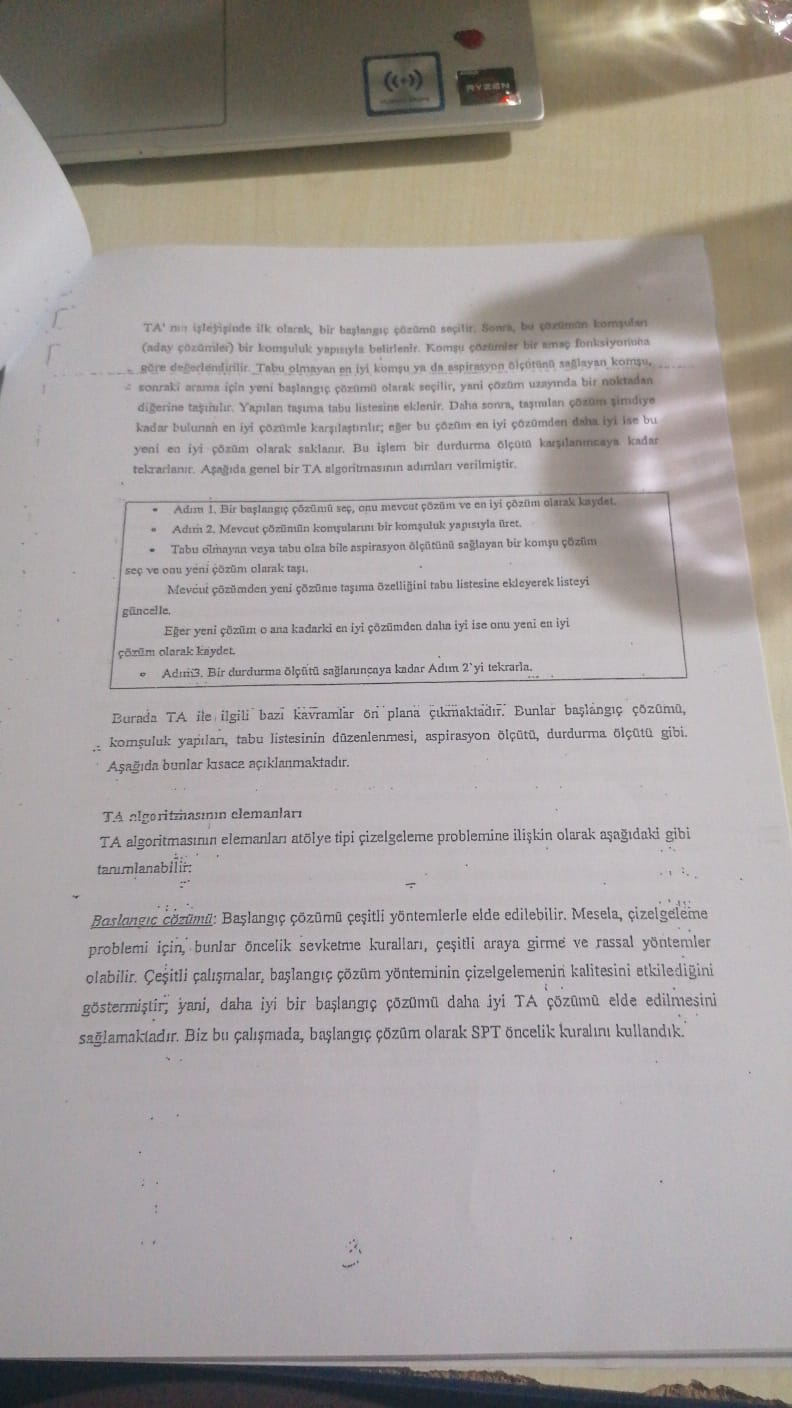 RYZEN
TA' nın işleyişinde ilk olarak, bir başlangıç çözümü seçilir. Sonra, bu çözümün komşuları
(aday çözümler) bir komşuluk yapısıyla belirlenir. Komşu çözümler bir amaç fonksiyonuna
göre değerlendirilir. Tabu olmayan en iyi komşu ya da aspirasyon ölçütünü sağlayan komşu,
sonraki arama için yeni başlangıç çözümü olarak seçilir, yani çözüm uzayında bir noktadan
diğerine taşınılır. Yapılan taşıma tabu listesine eklenir. Daha sonra, taşınılan çözüm şimdiye
kadar bulunan en iyi çözümle karşılaştırılır; eğer bu çözüm en iyi çözümden daha iyi ise bu
yeni en iyi çözüm olarak saklanır. Bu işlem bir durdurma ölçütü karşılanıncaya kadar
tekrarlanır. Aşağıda genel bir TA algoritmasının adımları verilmiştir.
• Adım 1. Bir başlangıç çözümü seç, onu mevcut çözüm ve en iyi çözüm olarak kaydet.
• Adım 2. Mevcut çözümün komşularını bir komşuluk yapısıyla üret.
• Tabu olmayan veya tabu olsa bile aspirasyon ölçütünü sağlayan bir komşu çözüm
seç ve onu yeni çözüm olarak taşı.
Mevcut çözümden yeni çözüme taşıma özelliğini tabu listesine ekleyerek listeyi
güncelle.
Eğer yeni çözüm o ana kadarki en iyi çözümden daha iyi ise onu yeni en iyi
çözüm olarak kaydet.
• Adım3. Bir durdurma ölçütü sağlanınçaya kadar Adım 2'yi tekrarla.
Burada TA ile ilgili bazi kavramlar ön plana çıkmaktadır. Bunlar başlangıç çözümü,
komşuluk yapıları, tabu listesinin düzenlenmesi, aspirasyon ölçütü, durdurma ölçütü gibi.
Aşağıda bunlar kısaca açıklanmaktadır.
TA algoritmasının elemanları
TA algoritmasının elemanları atölye tipi çizelgeleme problemine ilişkin olarak aşağıdaki gibi
tanımlanabilir:
Başlangıç çözümü: Başlangıç çözümü çeşitli yöntemlerle elde edilebilir. Mesela, çizelgeleme
problemi için, bunlar öncelik sevketme kuralları, çeşitli araya girme ve rassal yöntemler
olabilir. Çeşitli çalışmalar, başlangıç çözüm yönteminin çizelgelemenin kalitesini etkilediğini
göstermiştir; yani, daha iyi bir başlangıç çözümü daha iyi TA çözümü elde edilmesini
sağlamaktadır. Biz bu çalışmada, başlangıç çözüm olarak SPT öncelik kuralını kullandık.